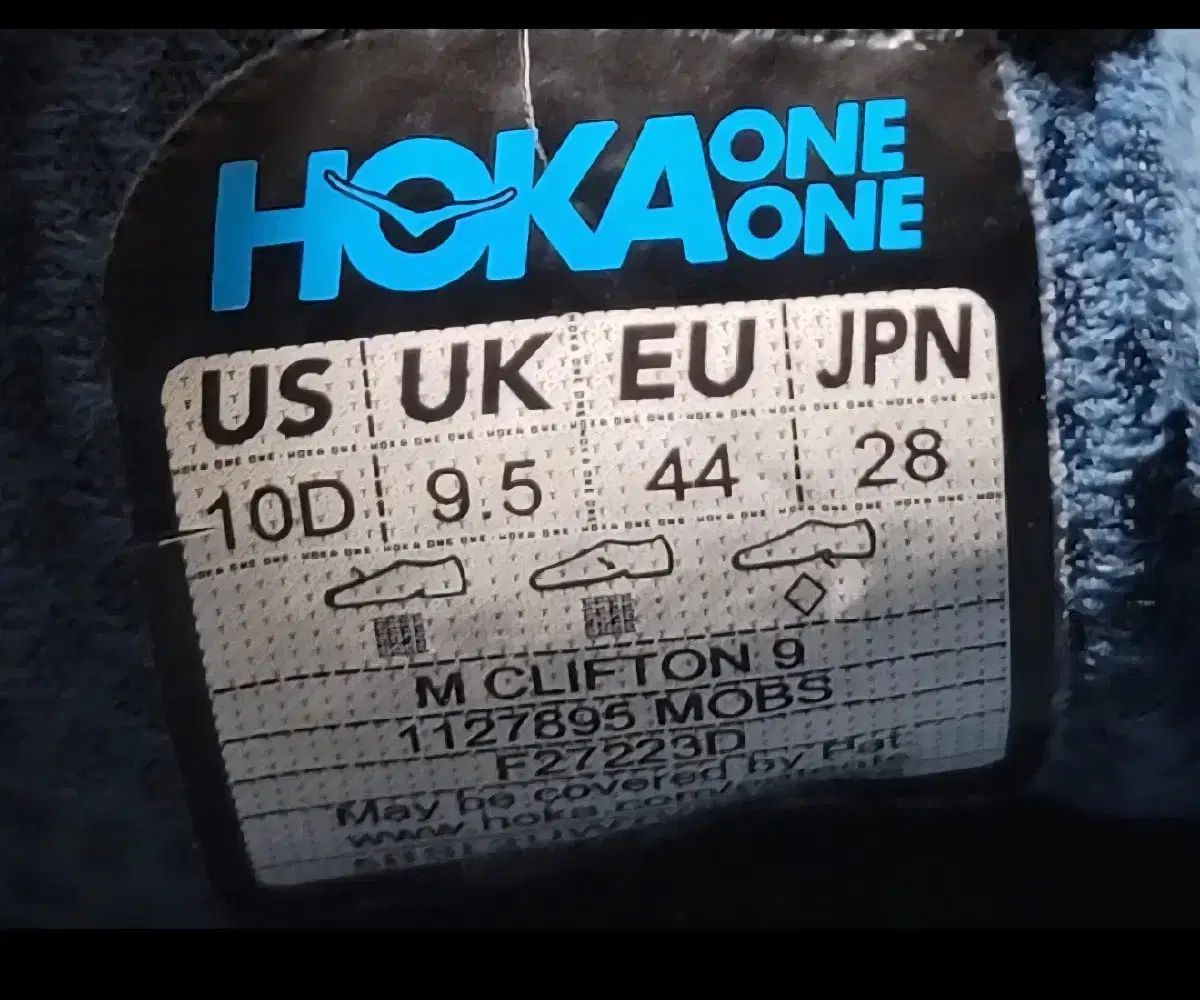 HOKA ONE ONE
US UK EU JPN
10D 9.5 44 28
M CLIFTON 9
1127895 MOBS
F27223D
May be covered by Pat
www.hoka.com/